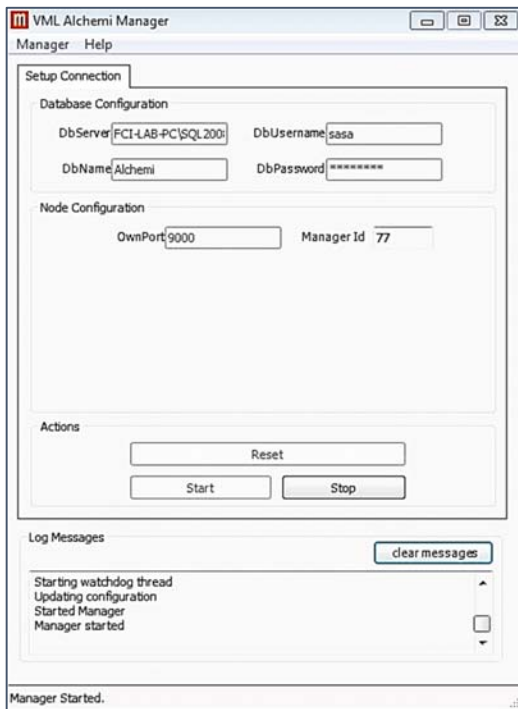 VML Alchemi Manager
Manager Help
Setup Connection
Database Configuration
DbServer FCI-LAB-PC\SQL200 DbUsername sasa
DbName Alchemi DbPassword ********
Node Configuration
OwnPort 9000 Manager Id 77
Actions
Reset
Start Stop
Log Messages
clear messages
Starting watchdog thread
Updating configuration
Started Manager
Manager started
Manager Started.